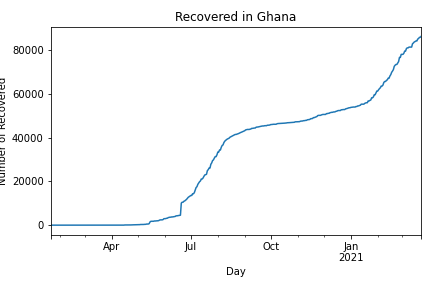 Recovered in Ghana
Number of Recovered
80000
60000
40000
20000
0
Apr
Jul
Oct
Jan
2021
Day